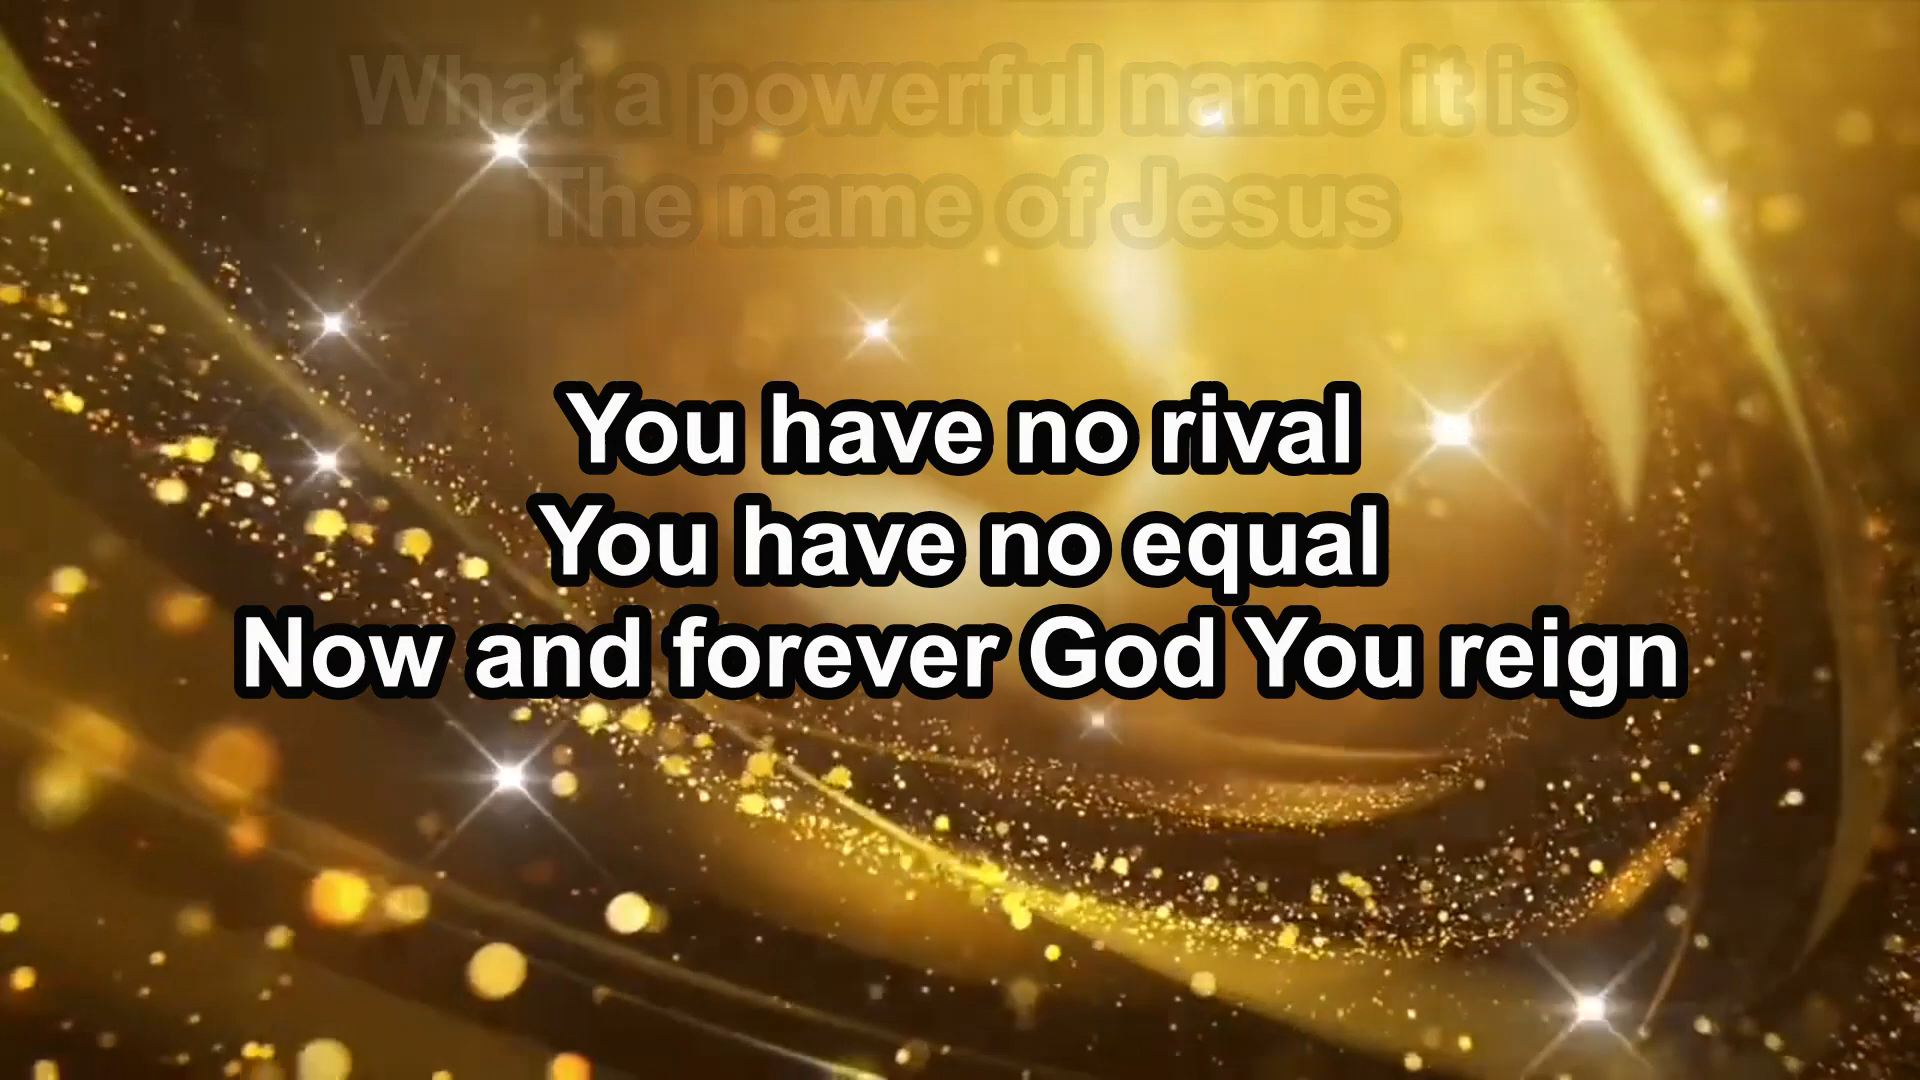 What a powerful name it is
The name of Jesus
You have no rival
You have no equal
Now and forever God You reign